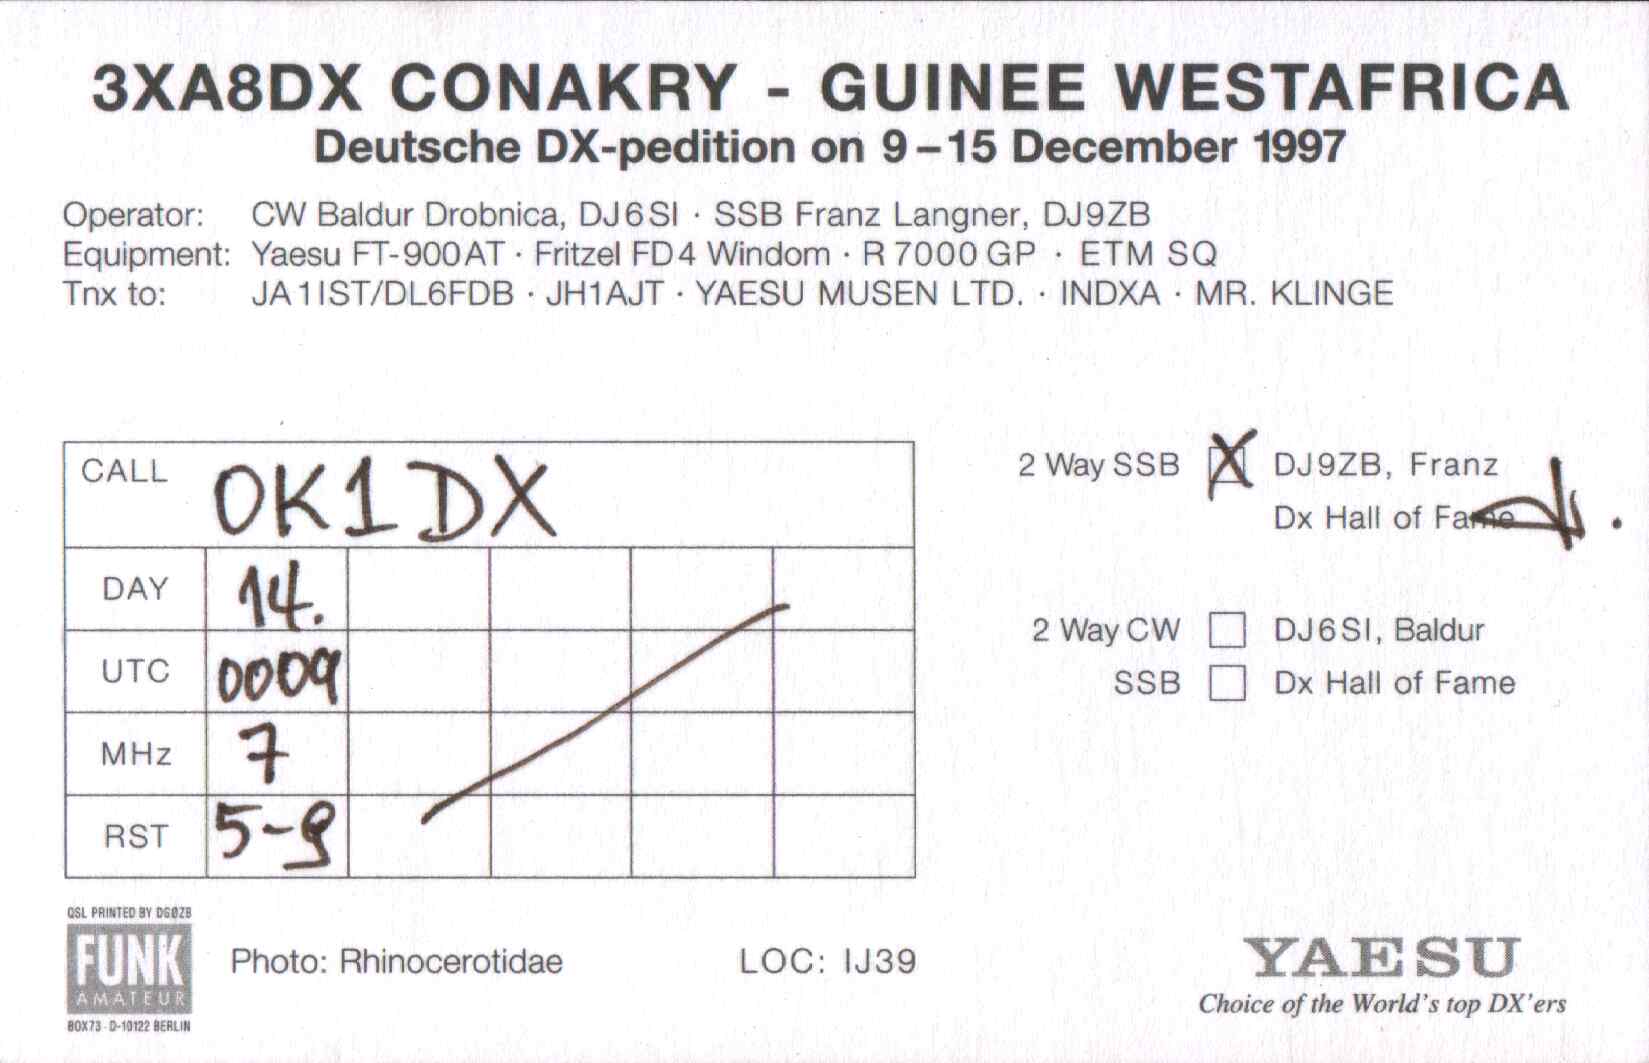 3XA8DX CONAKRY - GUINEE WESTAFRICA
Deutsche DX-pedition on 9–15 December 1997
Operator: CW Baldur Drobnica, DJ6SI · SSB Franz Langner, DJ9ZB
Equipment: Yaesu FT-900AT · Fritzel FD4 Windom · R7000GP · ETM SQ
Tnx to: JA1IST/DL6FDB · JH1AJT · YAESU MUSEN LTD. · INDXA · MR. KLINGE
CALL OK1DX
DAY 14.
UTC 0009
MHz 7
RST 5-9
2 Way SSB X DJ9ZB, Franz
Dx Hall of Fame
2 Way CW DJ6SI, Baldur
SSB Dx Hall of Fame
QSL PRINTED BY DG0ZB
FUNK
AMATEUR
BOX73 · D-10122 BERLIN
Photo: Rhinocerotidae LOC: IJ39
YAESU
Choice of the World's top DX'ers